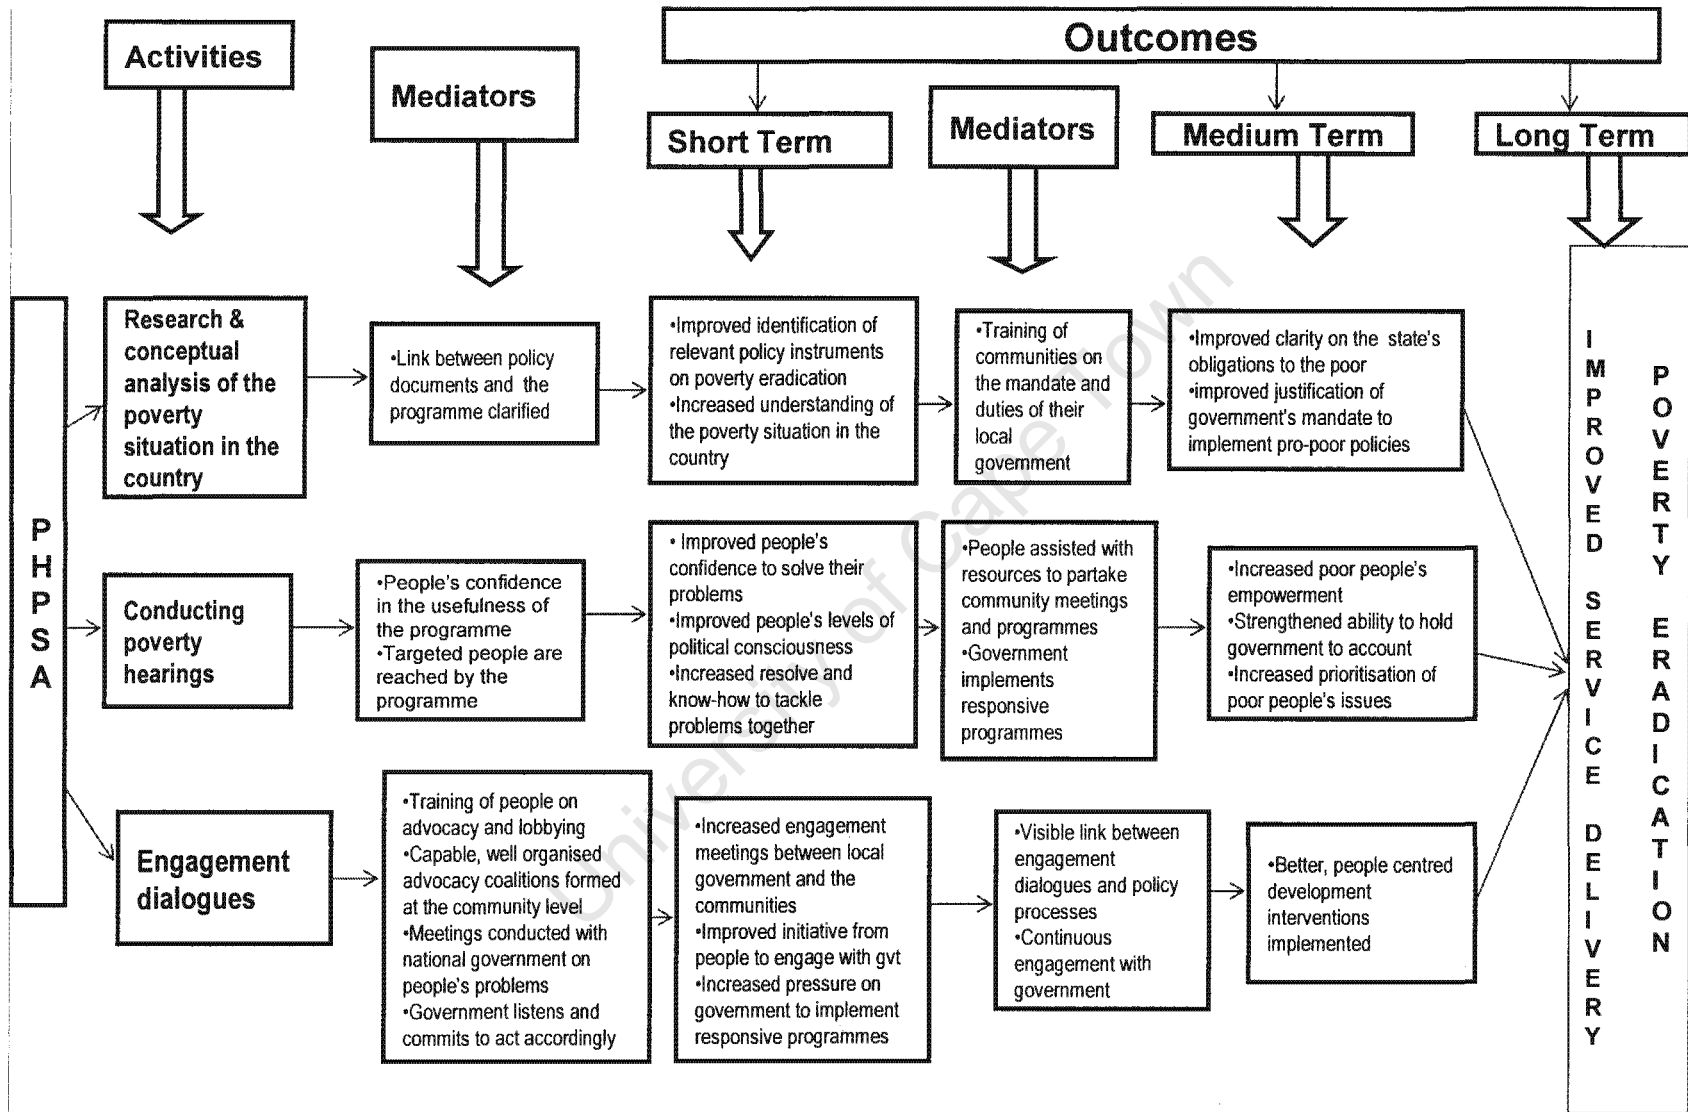 Outcomes
Activities
Mediators
Short Term
Mediators
Medium Term
Long Term
PHPSA
Research &
conceptual
analysis of the
poverty
situation in the
country
•Link between policy
documents and the
programme clarified
•Improved identification of
relevant policy instruments
on poverty eradication
•Increased understanding of
the poverty situation in the
country
•Training of
communities on
the mandate and
duties of their
local
government
•Improved clarity on the state's
obligations to the poor
•improved justification of
government's mandate to
implement pro-poor policies
Conducting
poverty
hearings
•People's confidence
in the usefulness of
the programme
•Targeted people are
reached by the
programme
• Improved people's
confidence to solve their
problems
•Improved people's levels of
political consciousness
•Increased resolve and
know-how to tackle
problems together
•People assisted with
resources to partake
community meetings
and programmes
•Government
implements
responsive
programmes
•Increased poor people's
empowerment
•Strengthened ability to hold
government to account
•Increased prioritisation of
poor people's issues
Engagement
dialogues
•Training of people on
advocacy and lobbying
•Capable, well organised
advocacy coalitions formed
at the community level
•Meetings conducted with
national government on
people's problems
•Government listens and
commits to act accordingly
•Increased engagement
meetings between local
government and the
communities
•Improved initiative from
people to engage with gvt
•Increased pressure on
government to implement
responsive programmes
•Visible link between
engagement
dialogues and policy
processes
•Continuous
engagement with
government
•Better, people centred
development
interventions
implemented
IMPROVED SERVICE DELIVERY
POVERTY ERADICATION
University of Cape Town